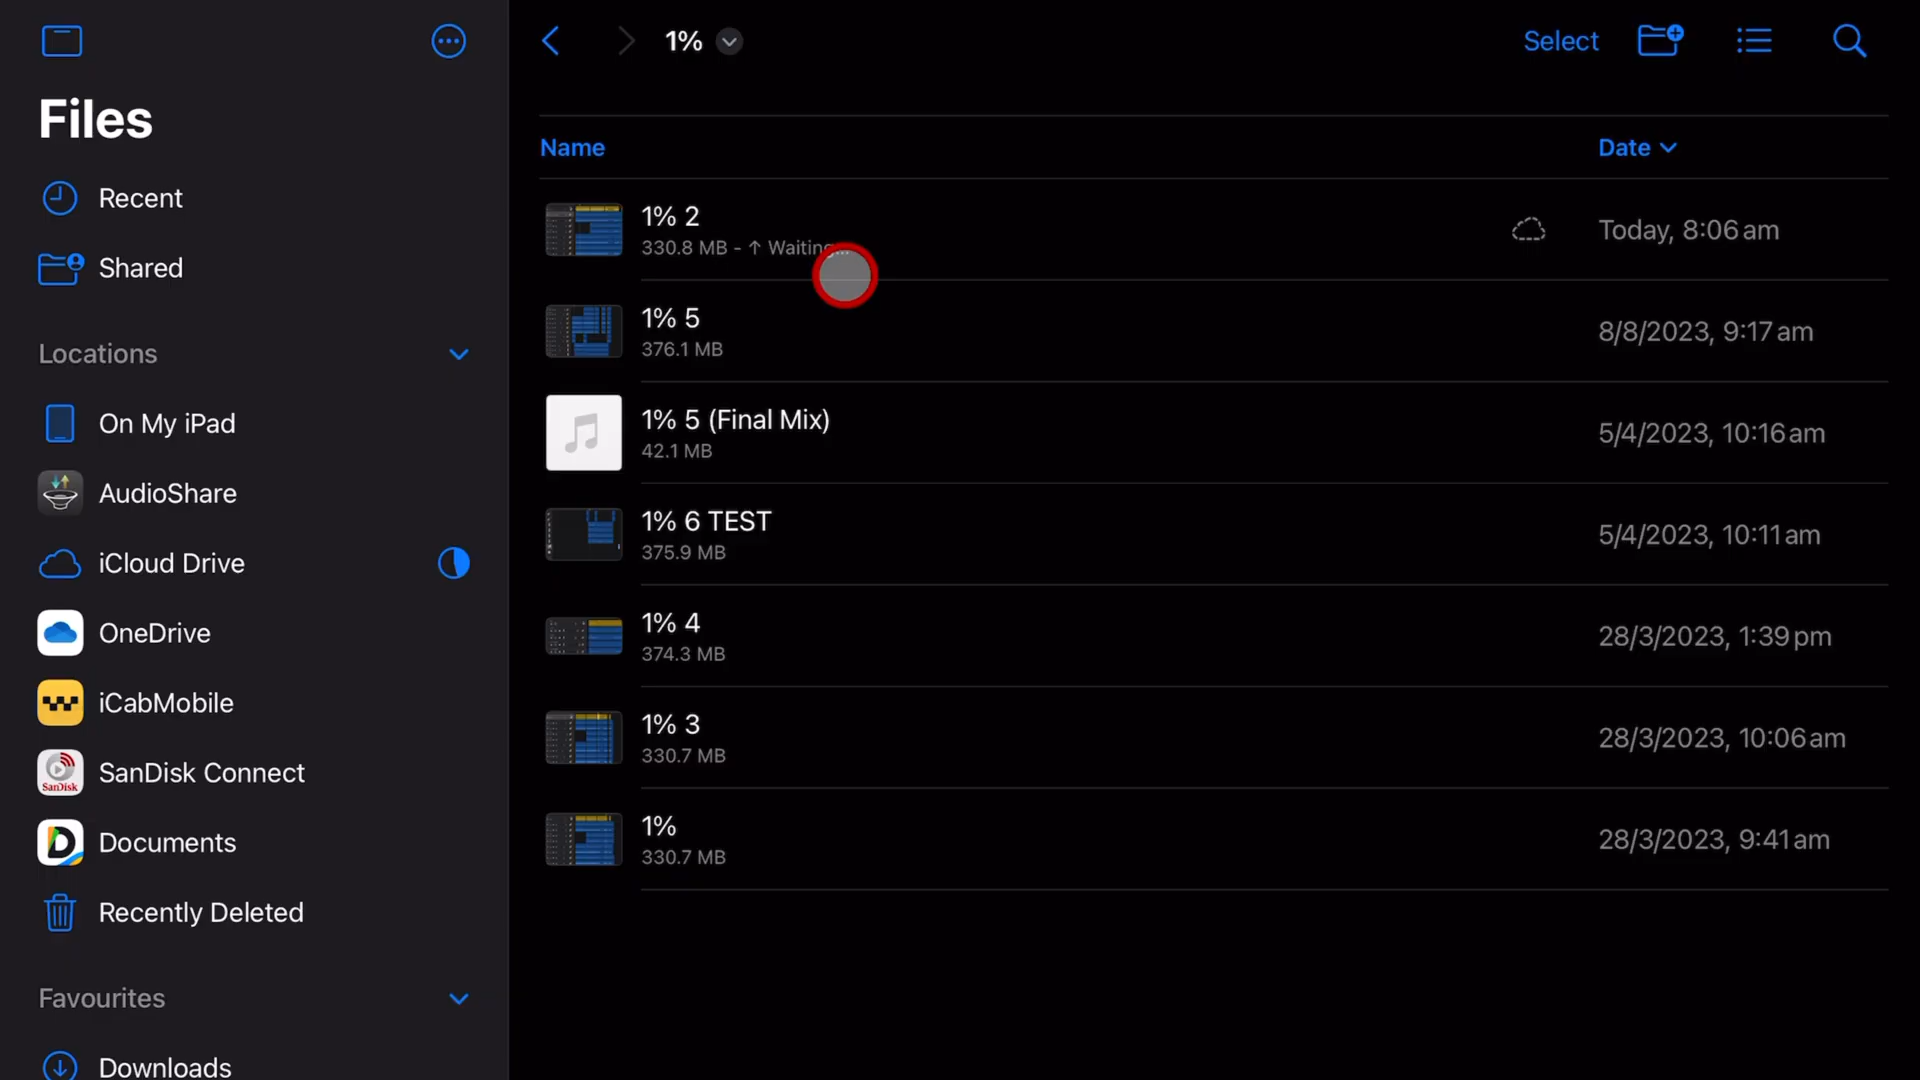 Files
Recent
Shared
Locations
On My iPad
AudioShare
iCloud Drive
OneDrive
iCabMobile
SanDisk
SanDisk Connect
Documents
Recently Deleted
Favourites
Downloads
1%
Select
Name
Date
1% 2
330.8 MB - ↑ Waiting...
Today, 8:06 am
1% 5
376.1 MB
8/8/2023, 9:17 am
1% 5 (Final Mix)
42.1 MB
5/4/2023, 10:16 am
1% 6 TEST
375.9 MB
5/4/2023, 10:11 am
1% 4
374.3 MB
28/3/2023, 1:39 pm
1% 3
330.7 MB
28/3/2023, 10:06 am
1%
330.7 MB
28/3/2023, 9:41 am